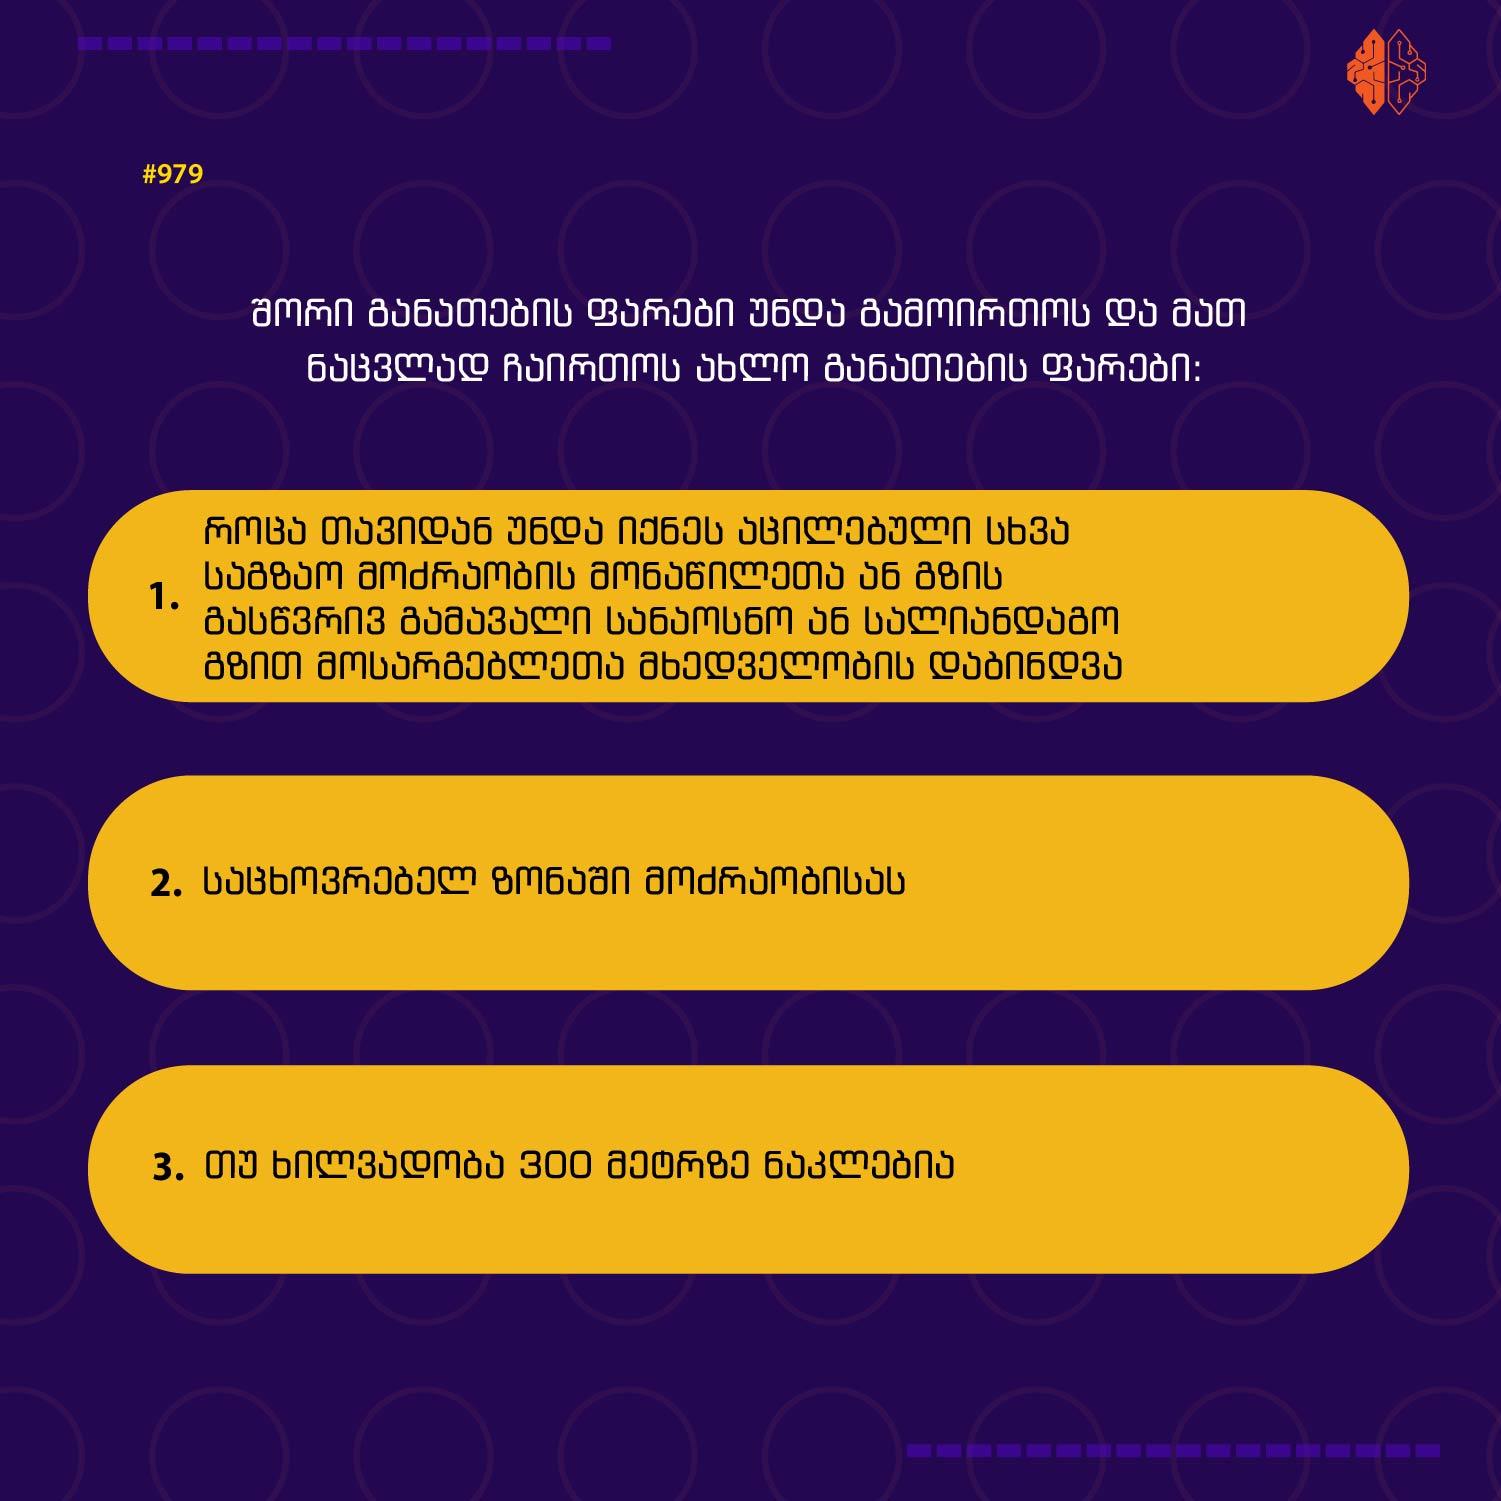 #979
შორი განათების ფარები უნდა გამოირთოს და მათ
ნაცვლად ჩაირთოს ახლო განათების ფარები:
1. როცა თავიდან უნდა იქნეს აცილებული სხვა
საგზაო მოძრაობის მონაწილეთა ან გზის
გასწვრივ გამავალი სანაოსნო ან სალიანდაგო
გზით მოსარგებლეთა მხედველობის დაბინდვა
2. საცხოვრებელ ზონაში მოძრაობისას
3. თუ ხილვადობა 300 მეტრზე ნაკლებია